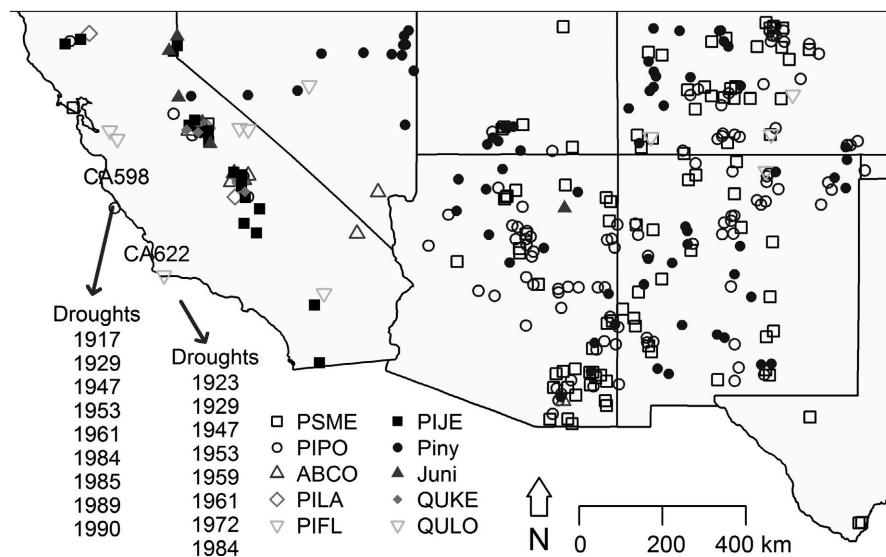 CA598
CA622
Droughts
1917
1929
1947
1953
1961
1984
1985
1989
1990
Droughts
1923
1929
1947
1953
1959
1961
1972
1984
PSME
PIPO
ABCO
PILA
PIFL
PIJE
Piny
Juni
QUKE
QULO
N
0 200 400 km